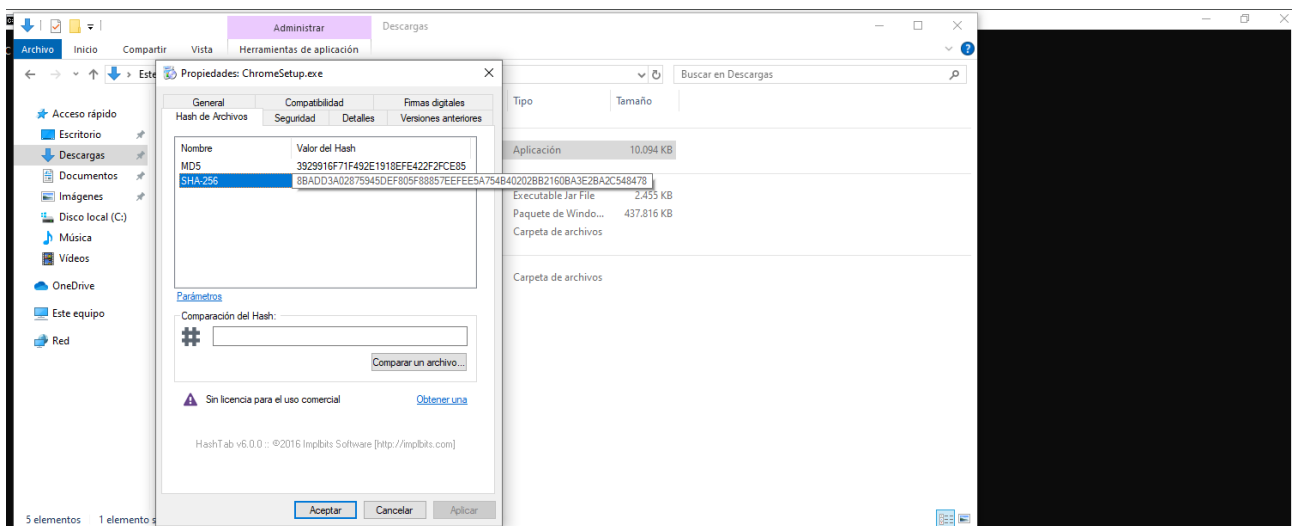 Administrar
Descargas
Archivo
Inicio
Compartir
Vista
Herramientas de aplicación
Este
Buscar en Descargas
Propiedades: ChromeSetup.exe
General
Compatibilidad
Firmas digitales
Hash de Archivos
Seguridad
Detalles
Versiones anteriores
Nombre
Valor del Hash
MD5
3929916F71F492E1918EFE422F2FCE85
SHA-256
8BADD3A02875945DEF805F88857EEFEE5A754B40202BB2160BA3E2BA2C548478
Parámetros
Comparación del Hash:
Comparar un archivo...
Sin licencia para el uso comercial
Obtener una
HashTab v6.0.0 :: ©2016 Implbits Software [http://implbits.com]
Aceptar
Cancelar
Aplicar
Acceso rápido
Escritorio
Descargas
Documentos
Imágenes
Disco local (C:)
Música
Vídeos
OneDrive
Este equipo
Red
Tipo
Tamaño
Aplicación
10.094 KB
Executable Jar File
2.455 KB
Paquete de Windo...
437.816 KB
Carpeta de archivos
Carpeta de archivos
5 elementos
1 elemento s